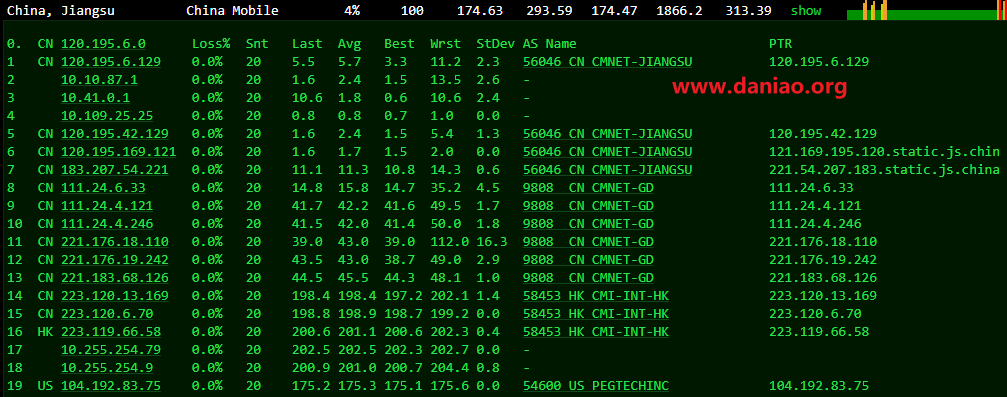 China, Jiangsu China Mobile 4% 100 174.63 293.59 174.47 1866.2 313.39 show
0. CN 120.195.6.0 Loss% Snt Last Avg Best Wrst StDev AS Name PTR
1 CN 120.195.6.129 0.0% 20 5.5 5.7 3.3 11.2 2.3 56046 CN CMNET-JIANGSU 120.195.6.129
2 10.10.87.1 0.0% 20 1.6 2.4 1.5 13.5 2.6 -
www.daniao.org
3 10.41.0.1 0.0% 20 10.6 1.8 0.6 10.6 2.4 -
4 10.109.25.25 0.0% 20 0.8 0.8 0.7 1.0 0.0 -
5 CN 120.195.42.129 0.0% 20 1.6 2.4 1.5 5.4 1.3 56046 CN CMNET-JIANGSU 120.195.42.129
6 CN 120.195.169.121 0.0% 20 1.6 1.7 1.5 2.0 0.0 56046 CN CMNET-JIANGSU 121.169.195.120.static.js.chin
7 CN 183.207.54.221 0.0% 20 11.1 11.3 10.8 14.3 0.6 56046 CN CMNET-JIANGSU 221.54.207.183.static.js.china
8 CN 111.24.6.33 0.0% 20 14.8 15.8 14.7 35.2 4.5 9808 CN CMNET-GD 111.24.6.33
9 CN 111.24.4.121 0.0% 20 41.7 42.2 41.6 49.5 1.7 9808 CN CMNET-GD 111.24.4.121
10 CN 111.24.4.246 0.0% 20 41.5 42.0 41.4 50.0 1.8 9808 CN CMNET-GD 111.24.4.246
11 CN 221.176.18.110 0.0% 20 39.0 43.0 39.0 112.0 16.3 9808 CN CMNET-GD 221.176.18.110
12 CN 221.176.19.242 0.0% 20 43.5 43.0 38.7 49.0 2.9 9808 CN CMNET-GD 221.176.19.242
13 CN 221.183.68.126 0.0% 20 44.5 45.5 44.3 48.1 1.0 9808 CN CMNET-GD 221.183.68.126
14 CN 223.120.13.169 0.0% 20 198.4 198.4 197.2 202.1 1.4 58453 HK CMI-INT-HK 223.120.13.169
15 CN 223.120.6.70 0.0% 20 198.8 198.9 198.7 199.2 0.0 58453 HK CMI-INT-HK 223.120.6.70
16 HK 223.119.66.58 0.0% 20 200.6 201.1 200.6 202.3 0.4 58453 HK CMI-INT-HK 223.119.66.58
17 10.255.254.79 0.0% 20 202.5 202.5 202.3 202.7 0.0 -
18 10.255.254.9 0.0% 20 200.9 201.0 200.7 204.4 0.8 -
19 US 104.192.83.75 0.0% 20 175.2 175.3 175.1 175.6 0.0 54600 US PEGTECHINC 104.192.83.75